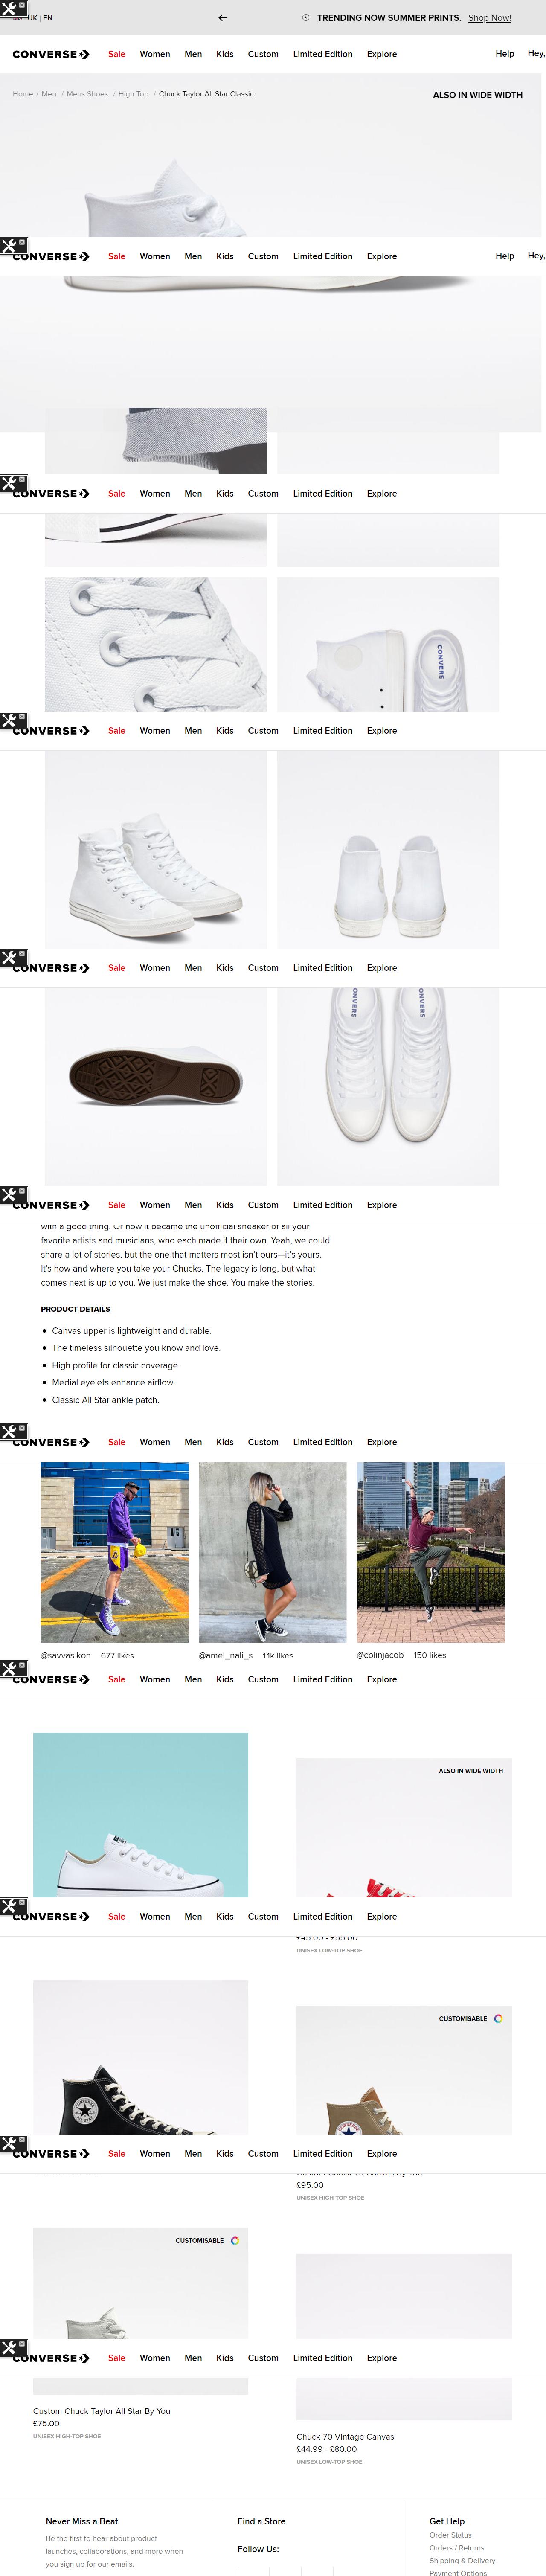 UK | EN
TRENDING NOW SUMMER PRINTS. Shop Now!
CONVERSE Sale Women Men Kids Custom Limited Edition Explore Help Hey,
Home / Men / Mens Shoes / High Top / Chuck Taylor All Star Classic
ALSO IN WIDE WIDTH
CONVERSE Sale Women Men Kids Custom Limited Edition Explore Help Hey,
CONVERSE Sale Women Men Kids Custom Limited Edition Explore
CONVERS
CONVERSE Sale Women Men Kids Custom Limited Edition Explore
CONVERSE Sale Women Men Kids Custom Limited Edition Explore
ONVERS ONVERS
CONVERSE Sale Women Men Kids Custom Limited Edition Explore
with a good thing. Or how it became the unofficial sneaker of all your
favorite artists and musicians, who each made it their own. Yeah, we could
share a lot of stories, but the one that matters most isn't ours—it's yours.
It's how and where you take your Chucks. The legacy is long, but what
comes next is up to you. We just make the shoe. You make the stories.
PRODUCT DETAILS
Canvas upper is lightweight and durable.
The timeless silhouette you know and love.
High profile for classic coverage.
Medial eyelets enhance airflow.
Classic All Star ankle patch.
CONVERSE Sale Women Men Kids Custom Limited Edition Explore
@savvas.kon 677 likes
@amel_nali_s 1.1k likes
@colinjacob 150 likes
CONVERSE Sale Women Men Kids Custom Limited Edition Explore
ALSO IN WIDE WIDTH
CONVERSE Sale Women Men Kids Custom Limited Edition Explore
£45.00 - £55.00
UNISEX LOW-TOP SHOE
CUSTOMISABLE
CONVERSE Sale Women Men Kids Custom Limited Edition Explore
Custom Chuck 70 Canvas By You
£95.00
UNISEX HIGH-TOP SHOE
CUSTOMISABLE
CONVERSE Sale Women Men Kids Custom Limited Edition Explore
Custom Chuck Taylor All Star By You
£75.00
UNISEX HIGH-TOP SHOE
Chuck 70 Vintage Canvas
£44.99 - £80.00
UNISEX LOW-TOP SHOE
Never Miss a Beat
Be the first to hear about product
launches, collaborations, and more when
you sign up for our emails.
Find a Store
Follow Us:
Get Help
Order Status
Orders / Returns
Shipping & Delivery
Payment Options